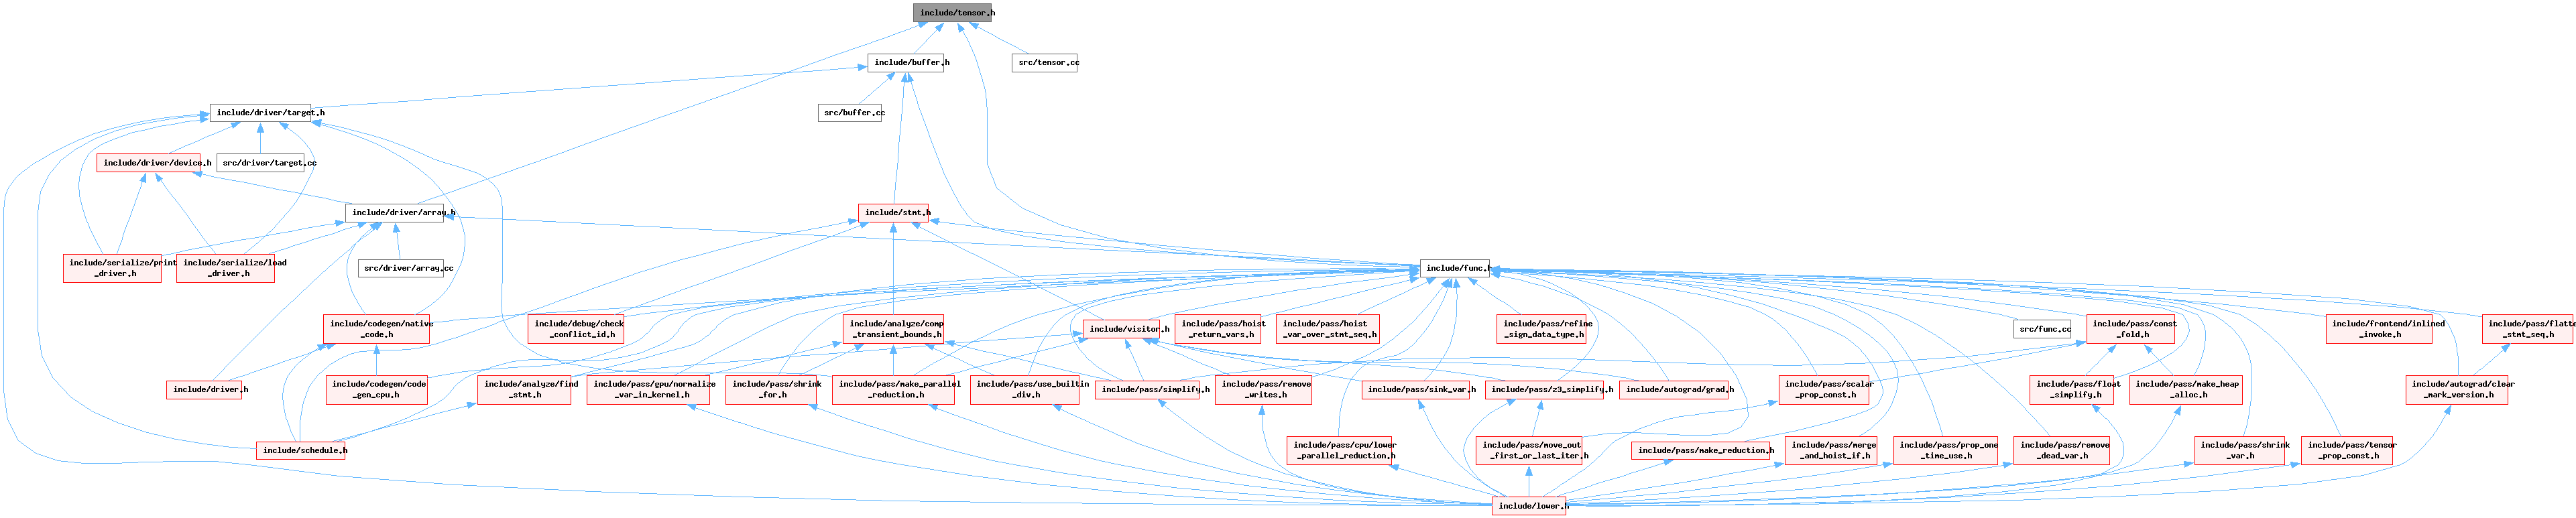 include/tensor.h
include/buffer.h
src/tensor.cc
include/driver/target.h
src/buffer.cc
include/driver/device.h
src/driver/target.cc
include/driver/array.h
include/stmt.h
include/serialize/print
_driver.h
include/serialize/load
_driver.h
src/driver/array.cc
include/func.h
include/codegen/native
_code.h
include/debug/check
_conflict_id.h
include/analyze/comp
_transient_bounds.h
include/visitor.h
include/pass/hoist
_return_vars.h
include/pass/hoist
_var_over_stmt_seq.h
include/pass/refine
_sign_data_type.h
src/func.cc
include/pass/const
_fold.h
include/frontend/inlined
_invoke.h
include/pass/flatten
_stmt_seq.h
include/driver.h
include/codegen/code
_gen_cpu.h
include/analyze/find
_stmt.h
include/pass/gpu/normalize
_var_in_kernel.h
include/pass/shrink
_for.h
include/pass/make_parallel
_reduction.h
include/pass/use_builtin
_div.h
include/pass/simplify.h
include/pass/remove
_writes.h
include/pass/sink_var.h
include/pass/z3_simplify.h
include/autograd/grad.h
include/pass/scalar
_prop_const.h
include/pass/float
_simplify.h
include/pass/make_heap
_alloc.h
include/autograd/clear
_mark_version.h
include/schedule.h
include/pass/cpu/lower
_parallel_reduction.h
include/pass/move_out
_first_or_last_iter.h
include/pass/make_reduction.h
include/pass/merge
_and_hoist_if.h
include/pass/prop_one
_time_use.h
include/pass/remove
_dead_var.h
include/pass/shrink
_var.h
include/pass/tensor
_prop_const.h
include/lower.h